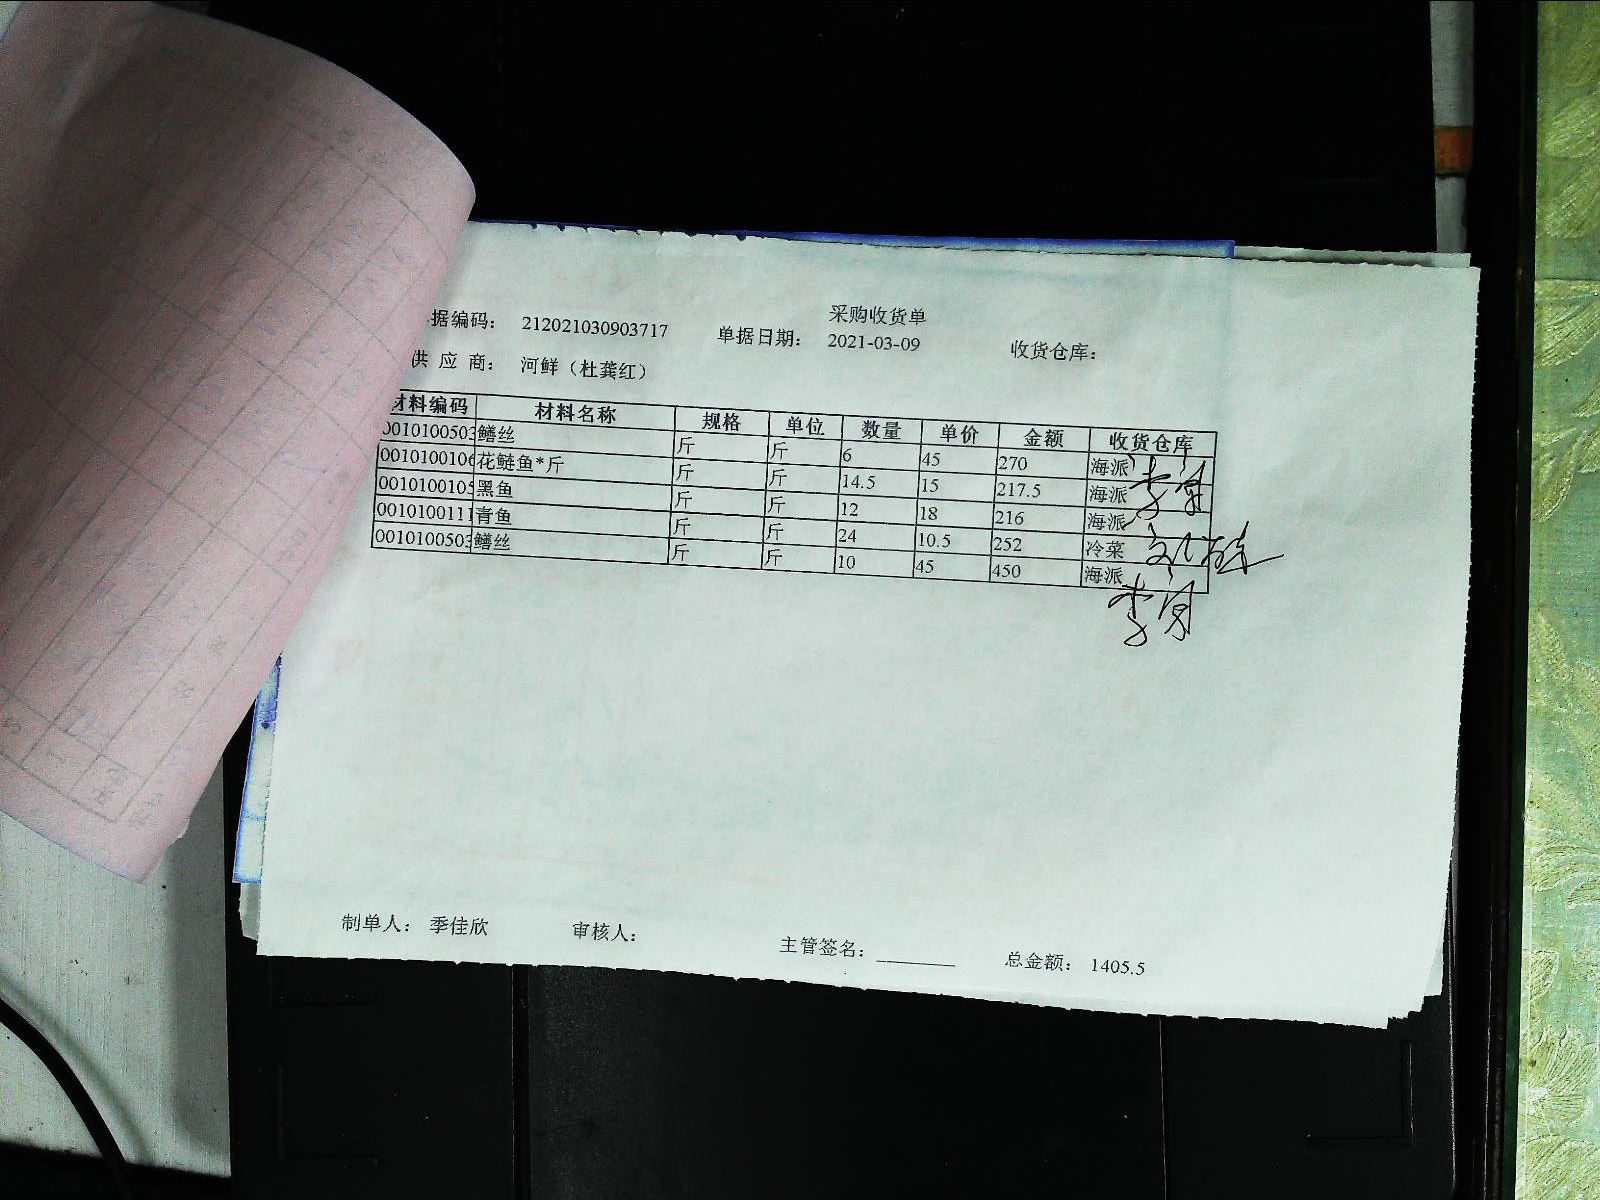 采购收货单
据编码： 212021030903717 单据日期： 2021-03-09 收货仓库：
供 应 商： 河鲜（杜龚红）
材料编码 材料名称 规格 单位 数量 单价 金额 收货仓库
0010100503 鳝丝 斤 斤 6 45 270 海派
0010100106 花鲢鱼*斤 斤 斤 14.5 15 217.5 海派
0010100105 黑鱼 斤 斤 12 18 216 海派
0010100111 青鱼 斤 斤 24 10.5 252 冷菜
0010100503 鳝丝 斤 斤 10 45 450 海派
制单人： 季佳欣 审核人： 主管签名：________ 总金额： 1405.5